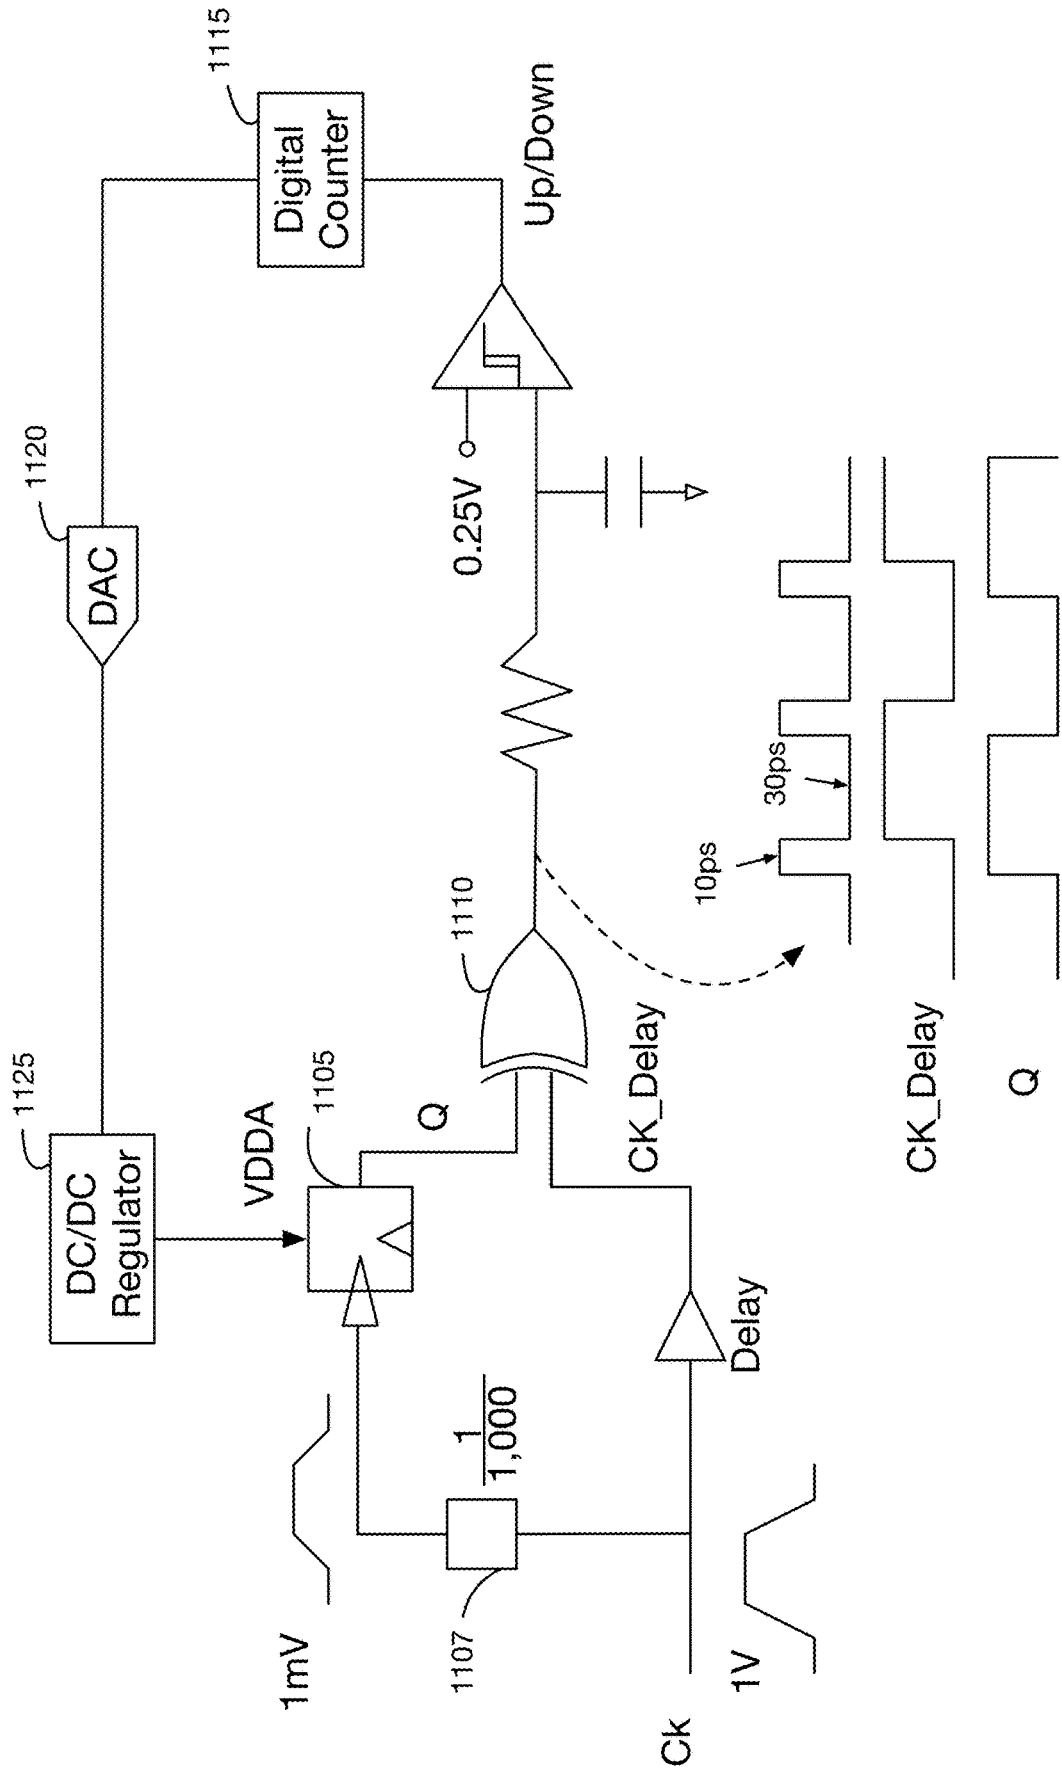 1115
Digital
Counter
Up/Down
1120
DAC
0.25V
1125
DC/DC
Regulator
VDDA
1105
Q
1110
CK_Delay
1mV
1
1,000
1107
Delay
Ck
1V
10ps
30ps
CK_Delay
Q